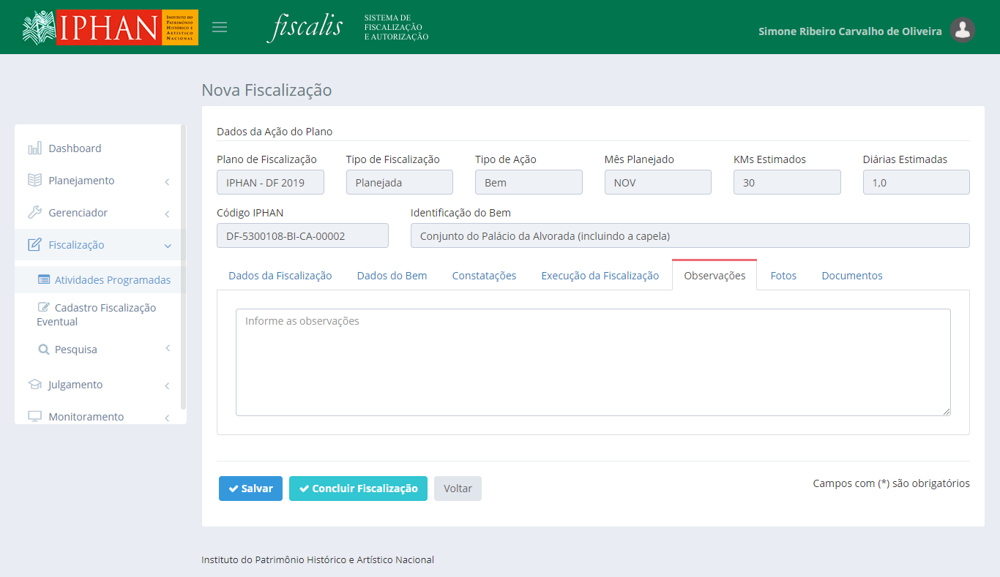 IPHAN
INSTITUTO DO
PATRIMÔNIO
HISTÓRICO E
ARTÍSTICO
NACIONAL
fiscalis
SISTEMA DE
FISCALIZAÇÃO
E AUTORIZAÇÃO
Simone Ribeiro Carvalho de Oliveira
Dashboard
Planejamento
Gerenciador
Fiscalização
Atividades Programadas
Cadastro Fiscalização
Eventual
Pesquisa
Julgamento
Monitoramento
Nova Fiscalização
Dados da Ação do Plano
Plano de Fiscalização Tipo de Fiscalização Tipo de Ação Mês Planejado KMs Estimados Diárias Estimadas
IPHAN - DF 2019 Planejada Bem NOV 30 1,0
Código IPHAN Identificação do Bem
DF-5300108-BI-CA-00002 Conjunto do Palácio da Alvorada (incluindo a capela)
Dados da Fiscalização Dados do Bem Constatações Execução da Fiscalização Observações Fotos Documentos
Informe as observações
Salvar Concluir Fiscalização Voltar Campos com (*) são obrigatórios
Instituto do Patrimônio Histórico e Artístico Nacional